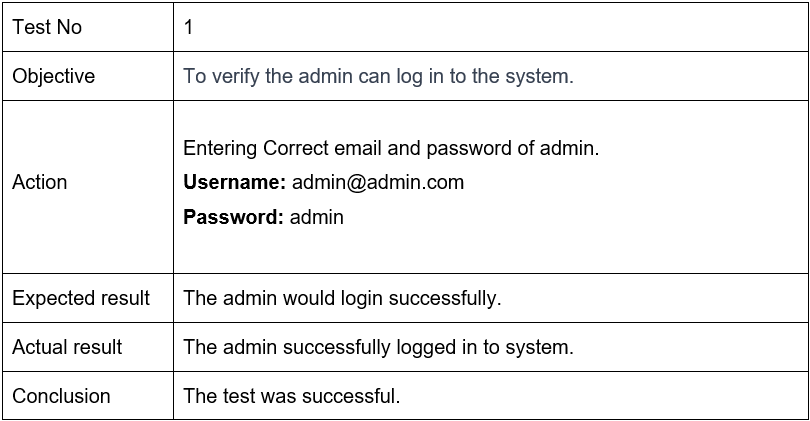 Test No 1
Objective To verify the admin can log in to the system.
Action
Entering Correct email and password of admin.
Username: admin@admin.com
Password: admin
Expected result The admin would login successfully.
Actual result The admin successfully logged in to system.
Conclusion The test was successful.